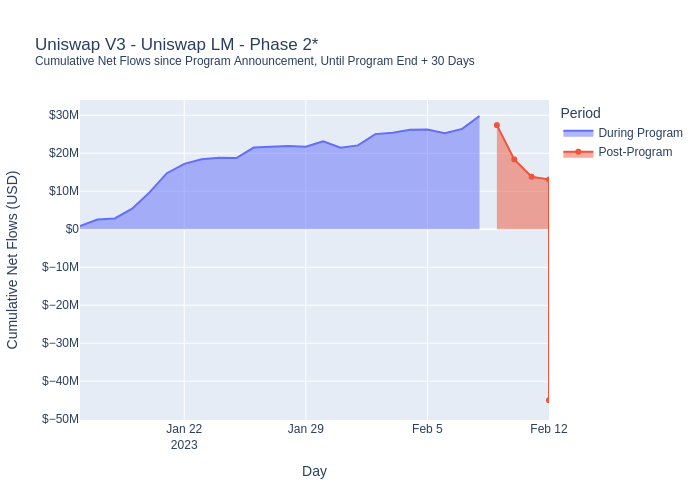 Uniswap V3 - Uniswap LM - Phase 2*
Cumulative Net Flows since Program Announcement, Until Program End + 30 Days
Period
During Program
Post-Program
Cumulative Net Flows (USD)
$30M
$20M
$10M
$0
$−10M
$−20M
$−30M
$−40M
$−50M
Jan 22
2023
Jan 29
Feb 5
Feb 12
Day